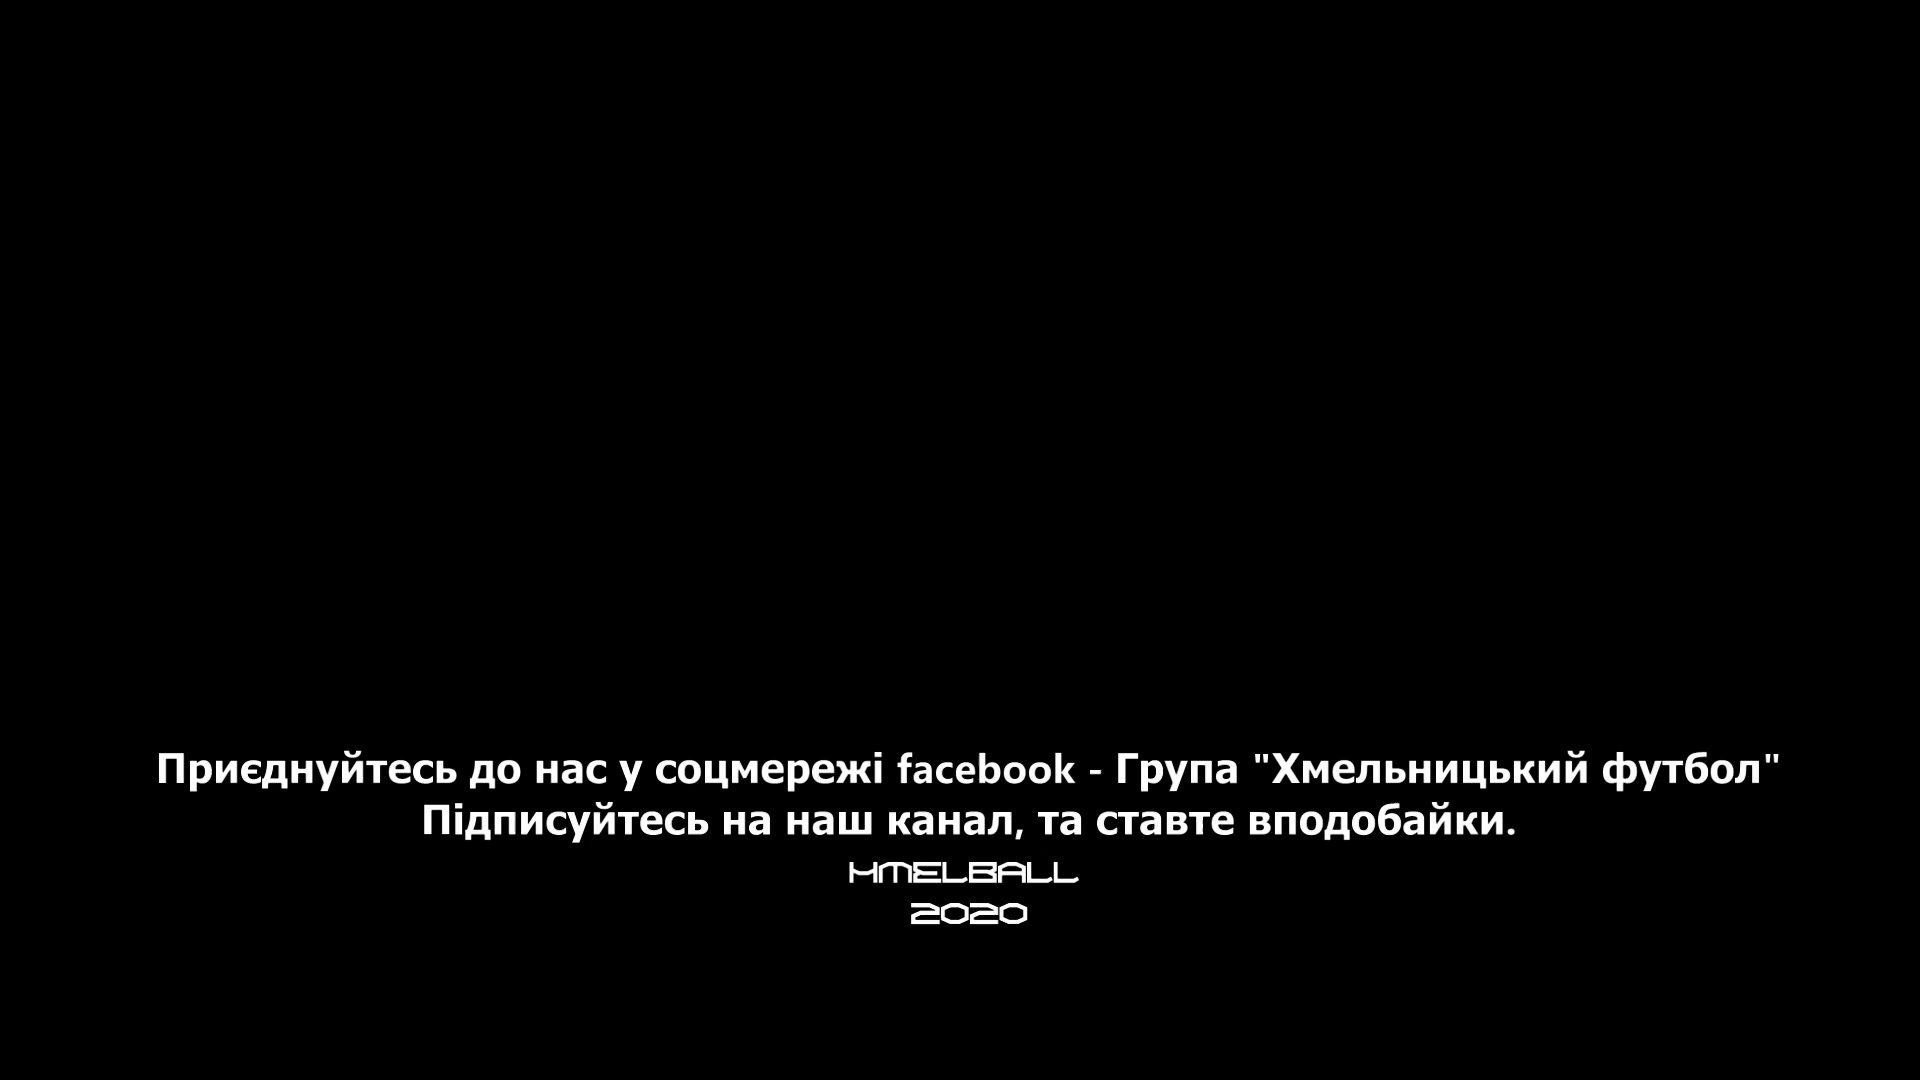 Приєднуйтесь до нас у соцмережі facebook - Група "Хмельницький футбол"
Підписуйтесь на наш канал, та ставте вподобайки.
HMELBALL
2020